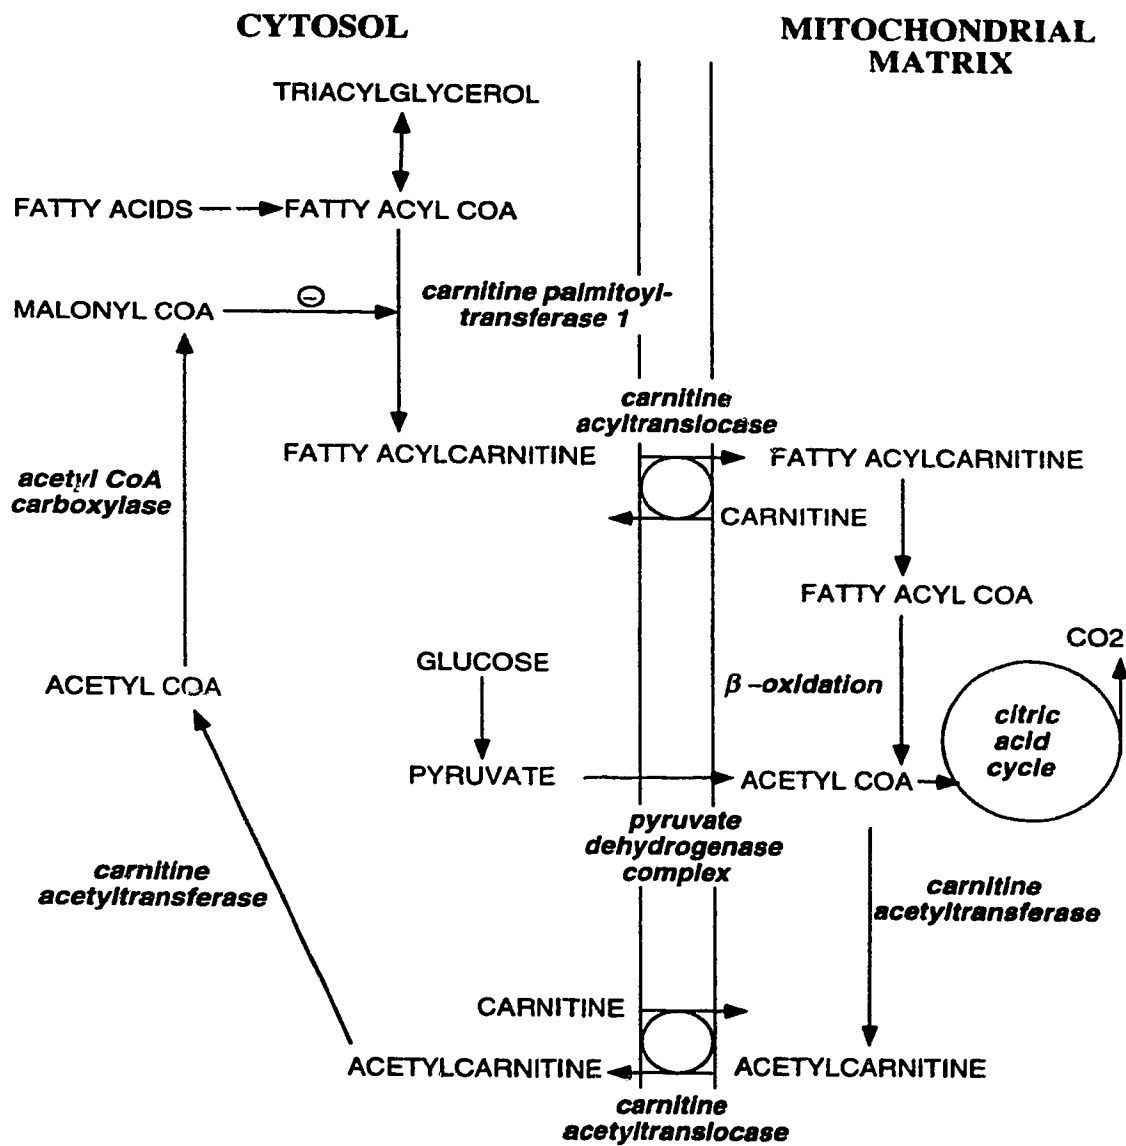 CYTOSOL
MITOCHONDRIAL
MATRIX
TRIACYLGLYCEROL
FATTY ACIDS
FATTY ACYL COA
MALONYL COA
⊖
carnitine palmitoyl-
transferase 1
carnitine
acyltranslocase
FATTY ACYLCARNITINE
FATTY ACYLCARNITINE
acetyl CoA
carboxylase
CARNITINE
FATTY ACYL COA
CO2
GLUCOSE
ACETYL COA
β-oxidation
citric
acid
cycle
PYRUVATE
ACETYL COA
pyruvate
dehydrogenase
complex
carnitine
acetyltransferase
carnitine
acetyltransferase
CARNITINE
ACETYLCARNITINE
ACETYLCARNITINE
carnitine
acetyltranslocase